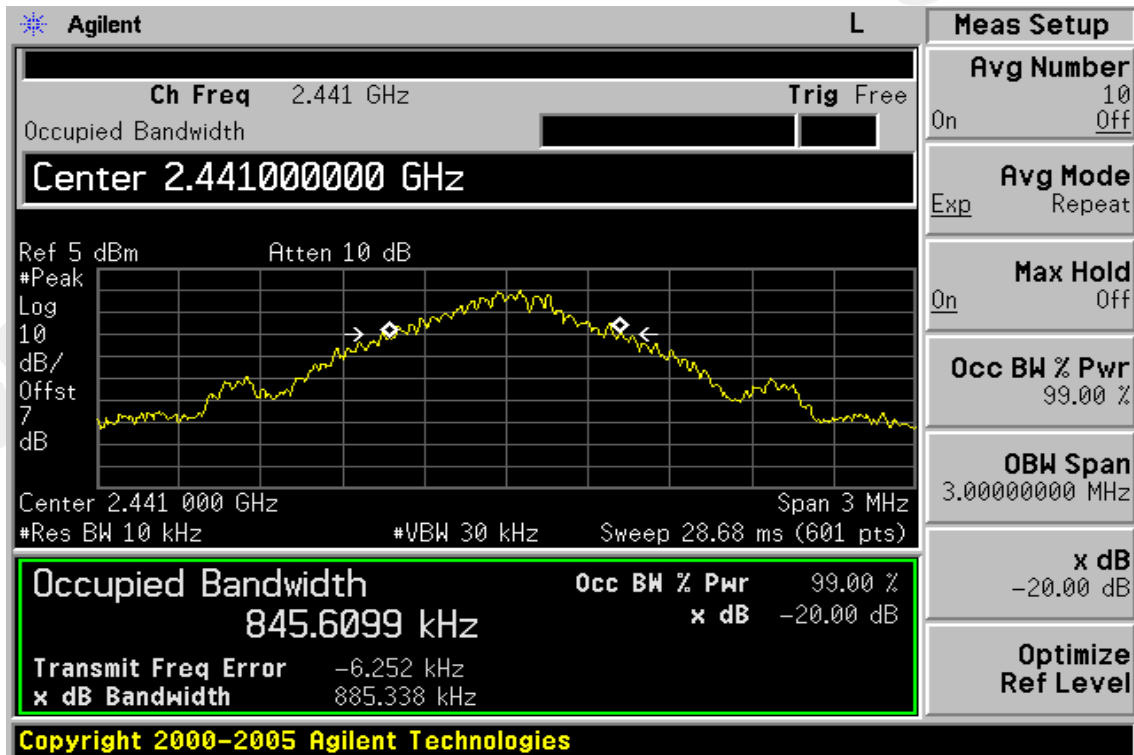 Agilent L
Ch Freq 2.441 GHz Trig Free
Occupied Bandwidth
Center 2.441000000 GHz
Ref 5 dBm Atten 10 dB
#Peak
Log
10
dB/
Offst
7
dB
Center 2.441 000 GHz Span 3 MHz
#Res BW 10 kHz #VBW 30 kHz Sweep 28.68 ms (601 pts)
Occupied Bandwidth Occ BW % Pwr 99.00 %
845.6099 kHz x dB -20.00 dB
Transmit Freq Error -6.252 kHz
x dB Bandwidth 885.338 kHz
Copyright 2000-2005 Agilent Technologies
Meas Setup
Avg Number
10
On Off
Avg Mode
Exp Repeat
Max Hold
On Off
Occ BW % Pwr
99.00 %
OBW Span
3.00000000 MHz
x dB
-20.00 dB
Optimize
Ref Level